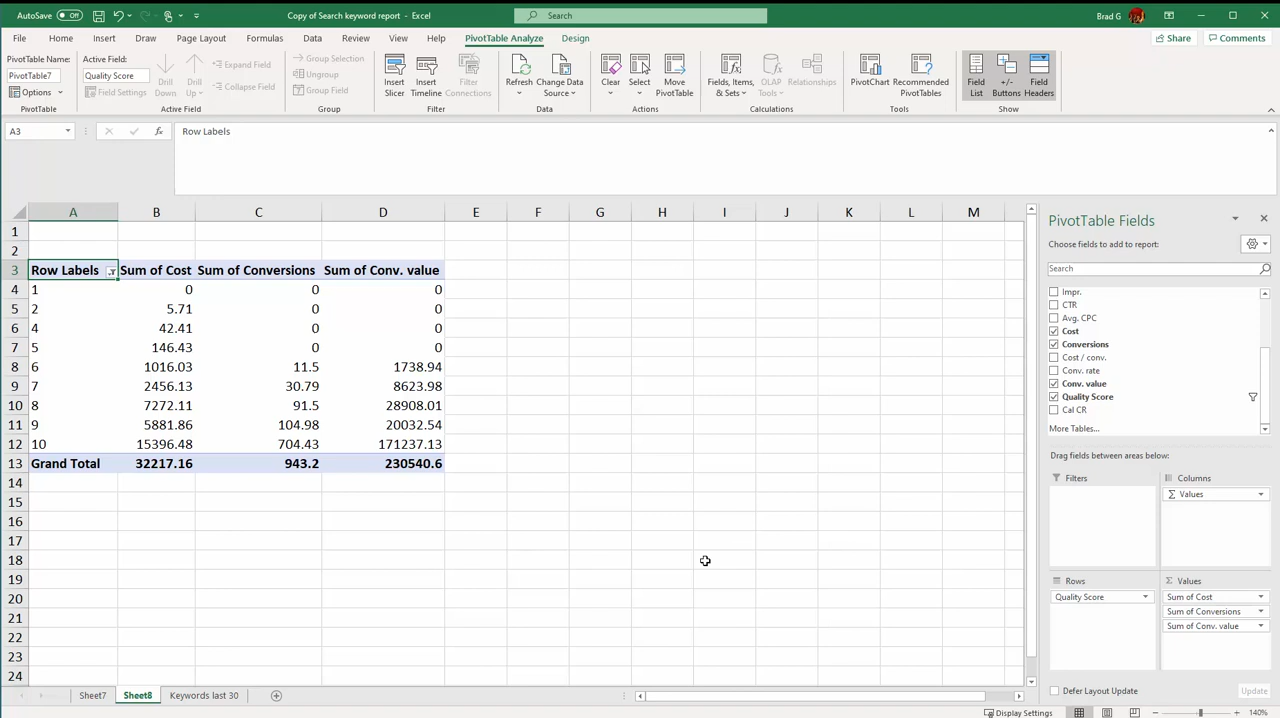 AutoSave Off Copy of Search keyword report - Excel Search Brad G
File Home Insert Draw Page Layout Formulas Data Review View Help PivotTable Analyze Design Share Comments
PivotTable Name:
PivotTable7
Options
PivotTable
Active Field:
Quality Score
Field Settings
Drill Down
Drill Up
Expand Field
Collapse Field
Active Field
Group Selection
Ungroup
Group Field
Group
Insert Slicer
Insert Timeline
Filter Connections
Filter
Refresh
Change Data Source
Data
Clear
Select
Move PivotTable
Actions
Fields, Items, & Sets
OLAP Tools
Relationships
Calculations
PivotChart
Recommended PivotTables
Tools
Field List
+/- Buttons
Field Headers
Show
A3 fx Row Labels
A B C D E F G H I J K L M
1
2
3 Row Labels Sum of Cost Sum of Conversions Sum of Conv. value
4 1 0 0 0
5 2 5.71 0 0
6 4 42.41 0 0
7 5 146.43 0 0
8 6 1016.03 11.5 1738.94
9 7 2456.13 30.79 8623.98
10 8 7272.11 91.5 28908.01
11 9 5881.86 104.98 20032.54
12 10 15396.48 704.43 171237.13
13 Grand Total 32217.16 943.2 230540.6
14
15
16
17
18
19
20
21
22
23
24
PivotTable Fields
Choose fields to add to report:
Search
Impr.
CTR
Avg. CPC
Cost
Conversions
Cost / conv.
Conv. rate
Conv. value
Quality Score
Cal CR
More Tables...
Drag fields between areas below:
Filters
Columns
Σ Values
Rows
Quality Score
Σ Values
Sum of Cost
Sum of Conversions
Sum of Conv. value
Defer Layout Update Update
Sheet7 Sheet8 Keywords last 30
Display Settings 140%